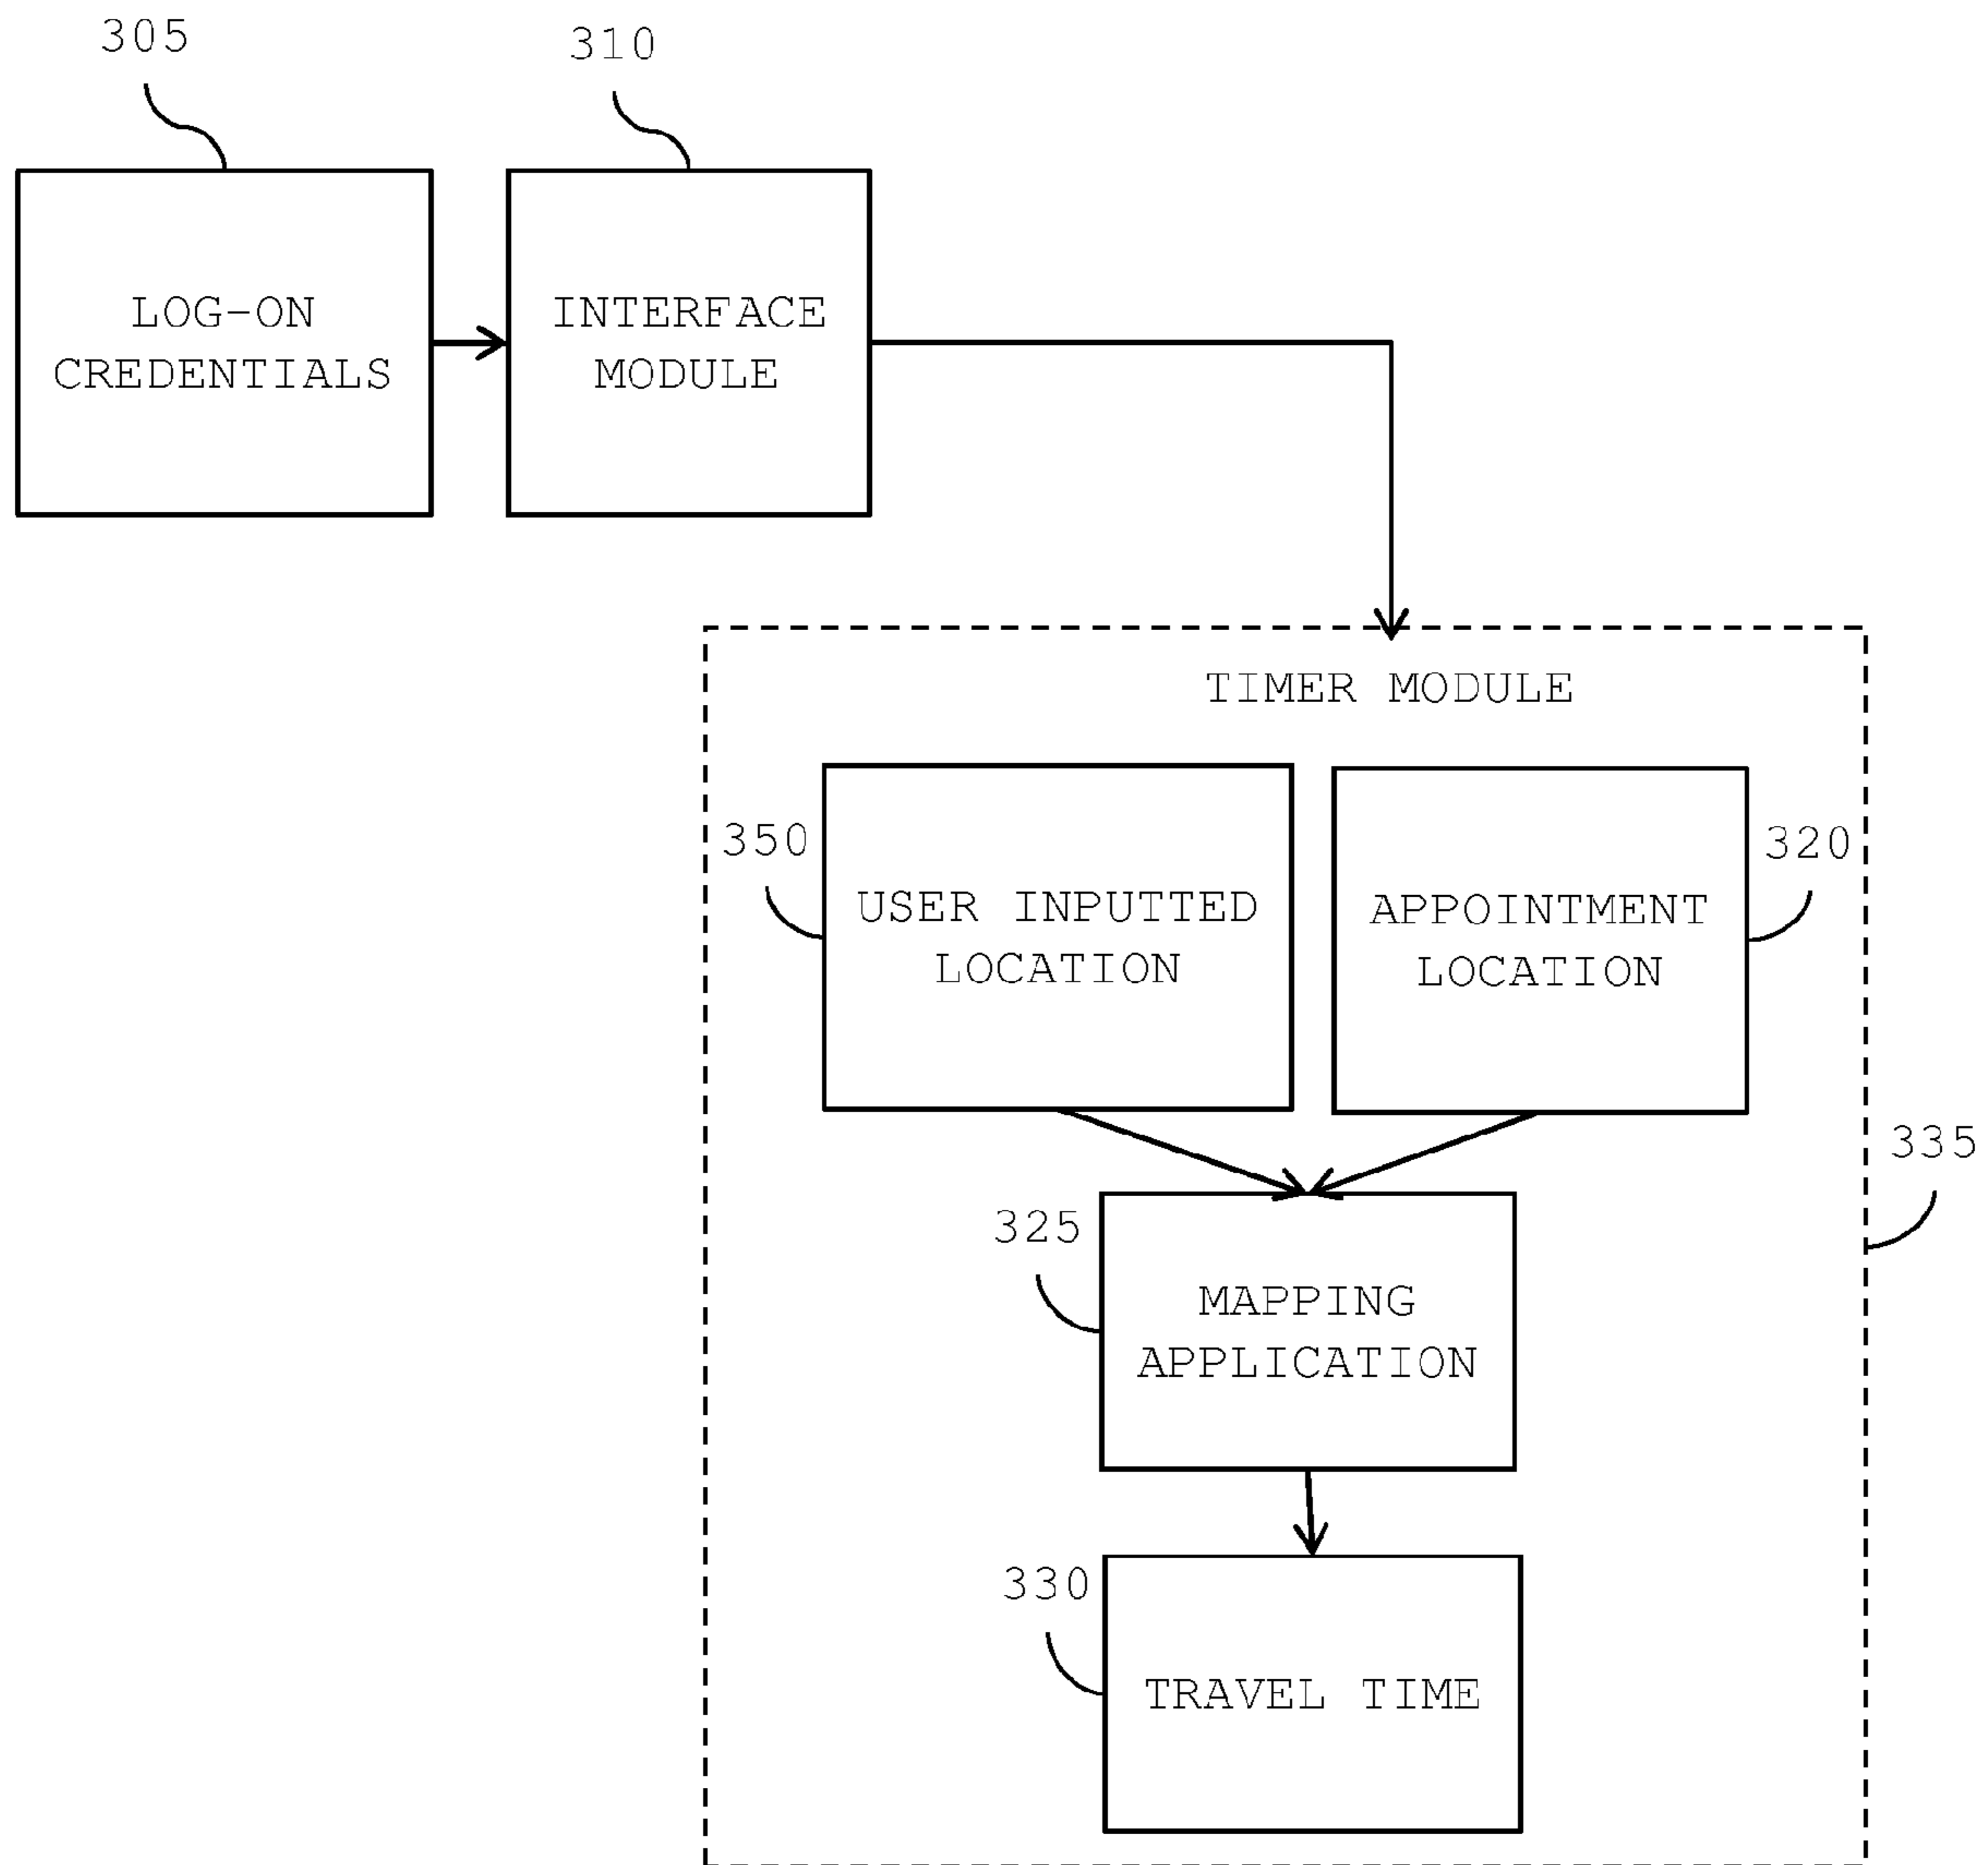 305
310
LOG-ON
CREDENTIALS
INTERFACE
MODULE
TIMER MODULE
350
320
USER INPUTTED
LOCATION
APPOINTMENT
LOCATION
335
325
MAPPING
APPLICATION
330
TRAVEL TIME